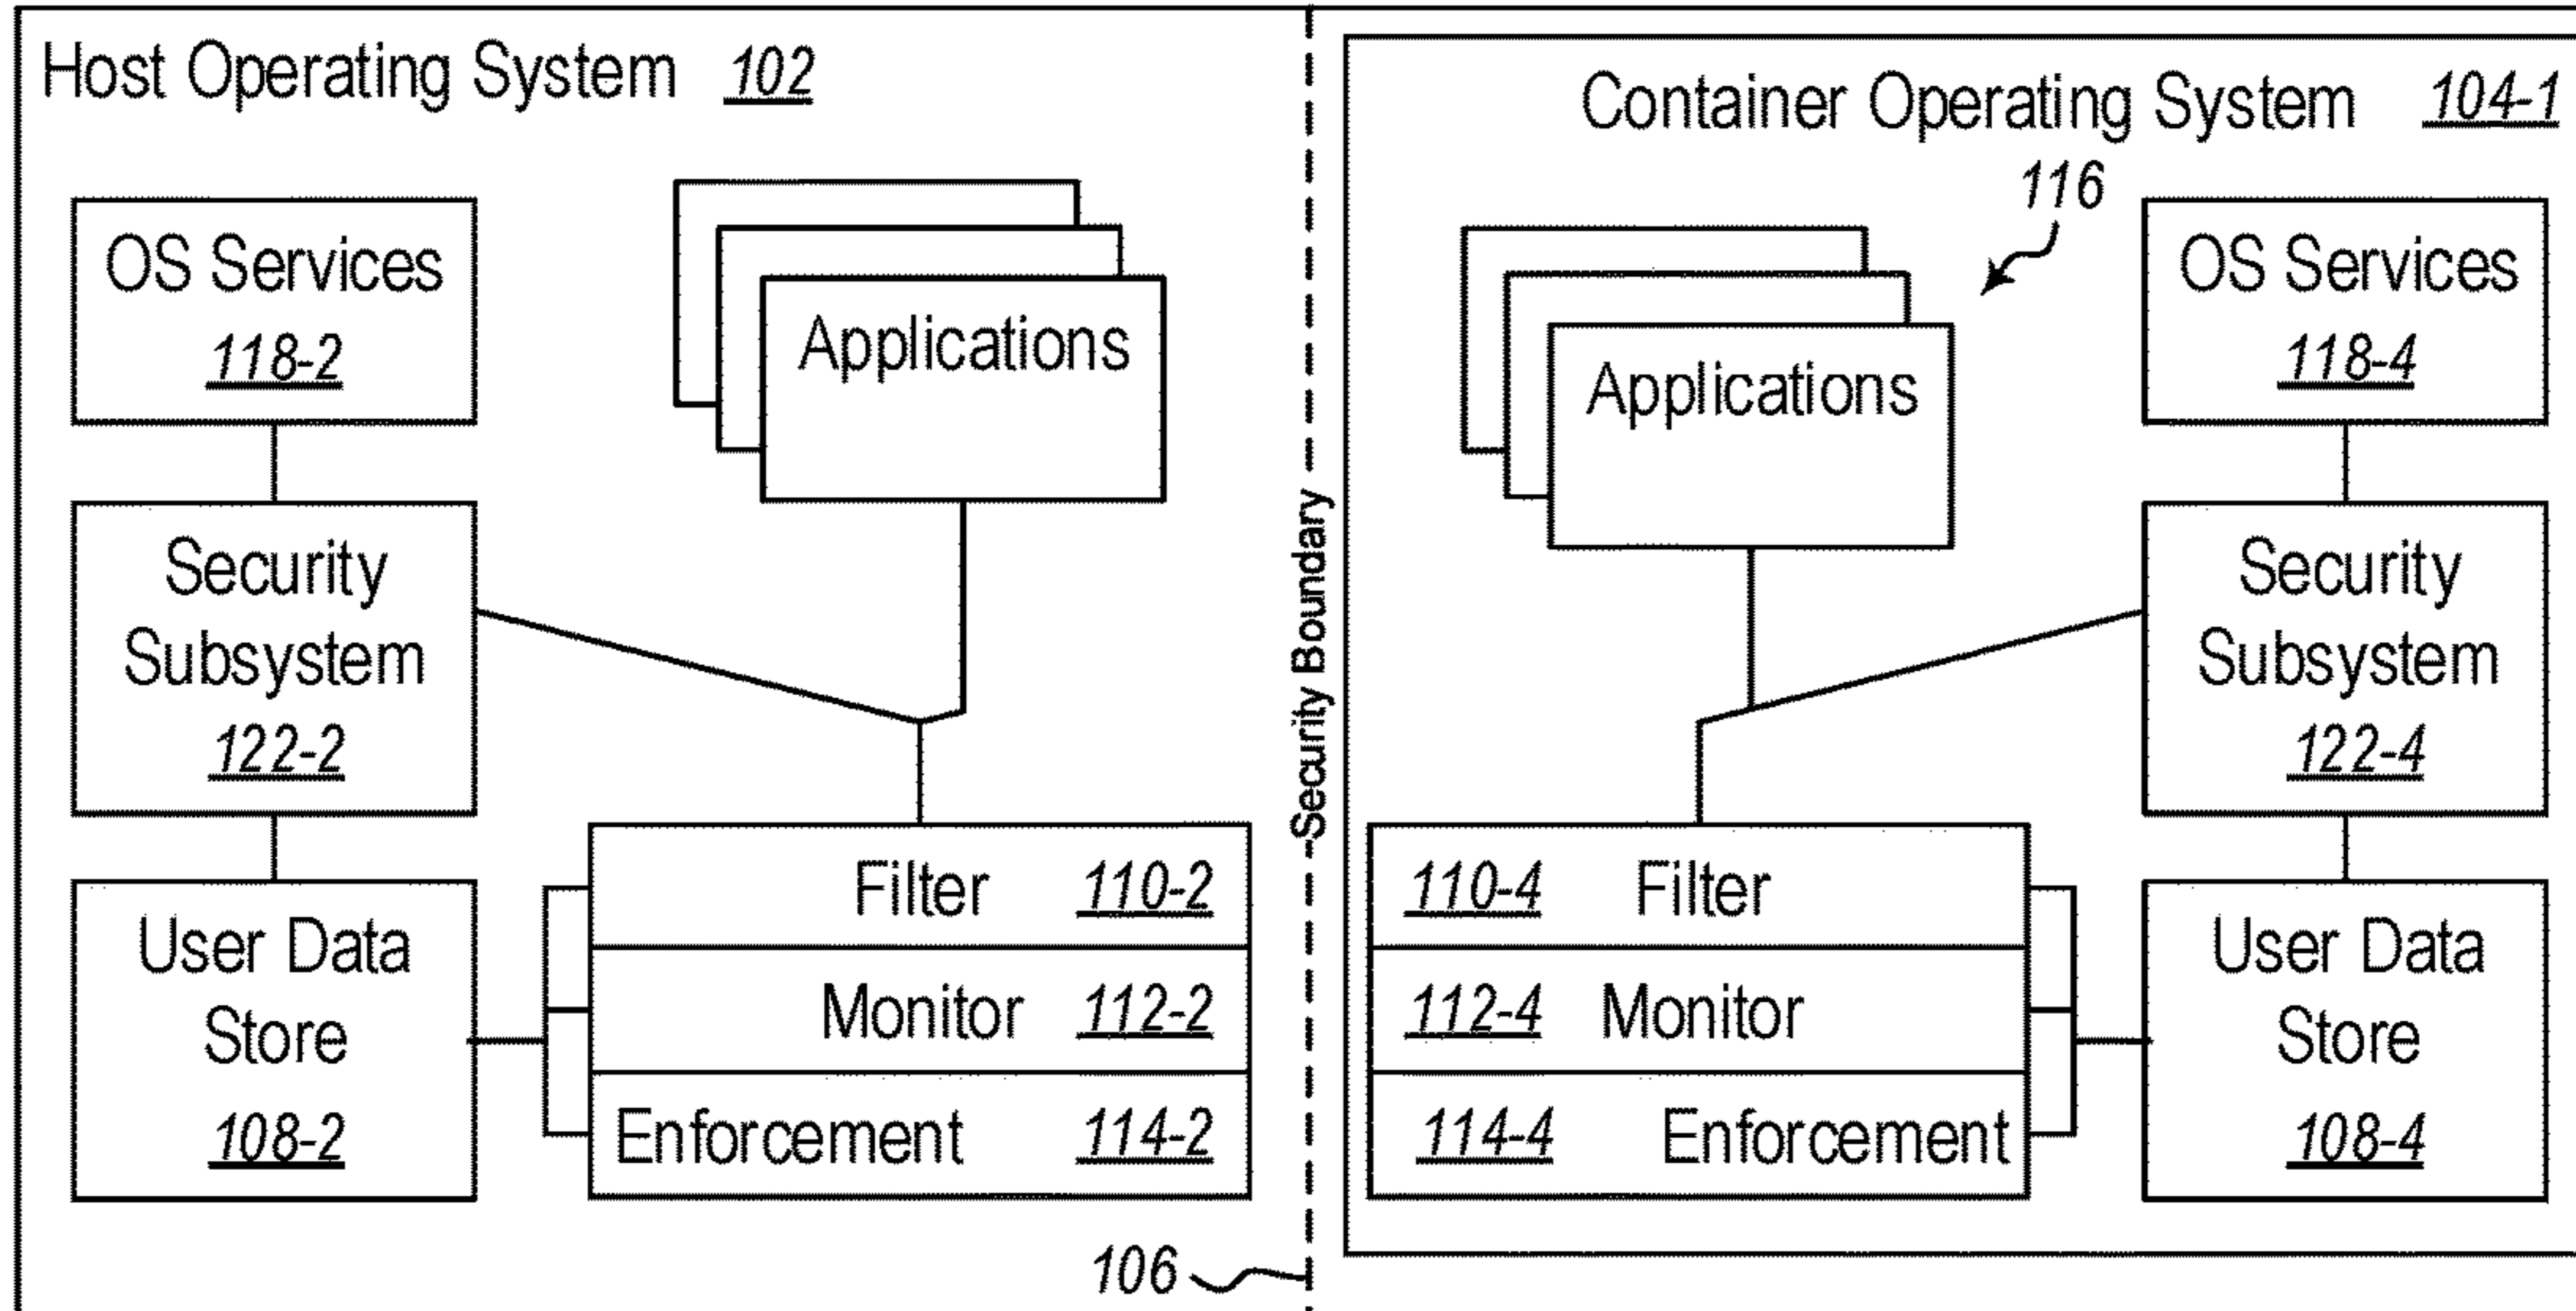 Host Operating System 102
OS Services
118-2
Applications
Security
Subsystem
122-2
User Data
Store
108-2
Filter 110-2
Monitor 112-2
Enforcement 114-2
Security Boundary
106
Container Operating System 104-1
116
Applications
OS Services
118-4
Security
Subsystem
122-4
110-4 Filter
112-4 Monitor
114-4 Enforcement
User Data
Store
108-4